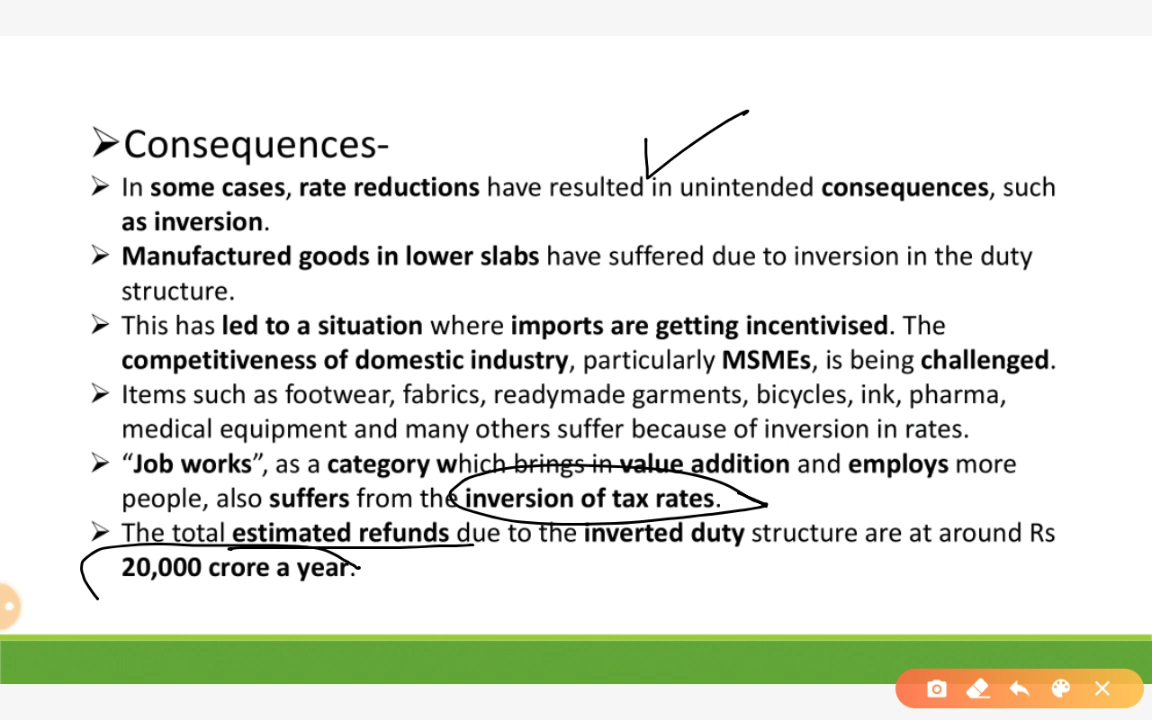 ➢Consequences-
➢ In some cases, rate reductions have resulted in unintended consequences, such
as inversion.
➢ Manufactured goods in lower slabs have suffered due to inversion in the duty
structure.
➢ This has led to a situation where imports are getting incentivised. The
competitiveness of domestic industry, particularly MSMEs, is being challenged.
➢ Items such as footwear, fabrics, readymade garments, bicycles, ink, pharma,
medical equipment and many others suffer because of inversion in rates.
➢ “Job works”, as a category which brings in value addition and employs more
people, also suffers from the inversion of tax rates.
➢ The total estimated refunds due to the inverted duty structure are at around Rs
20,000 crore a year.